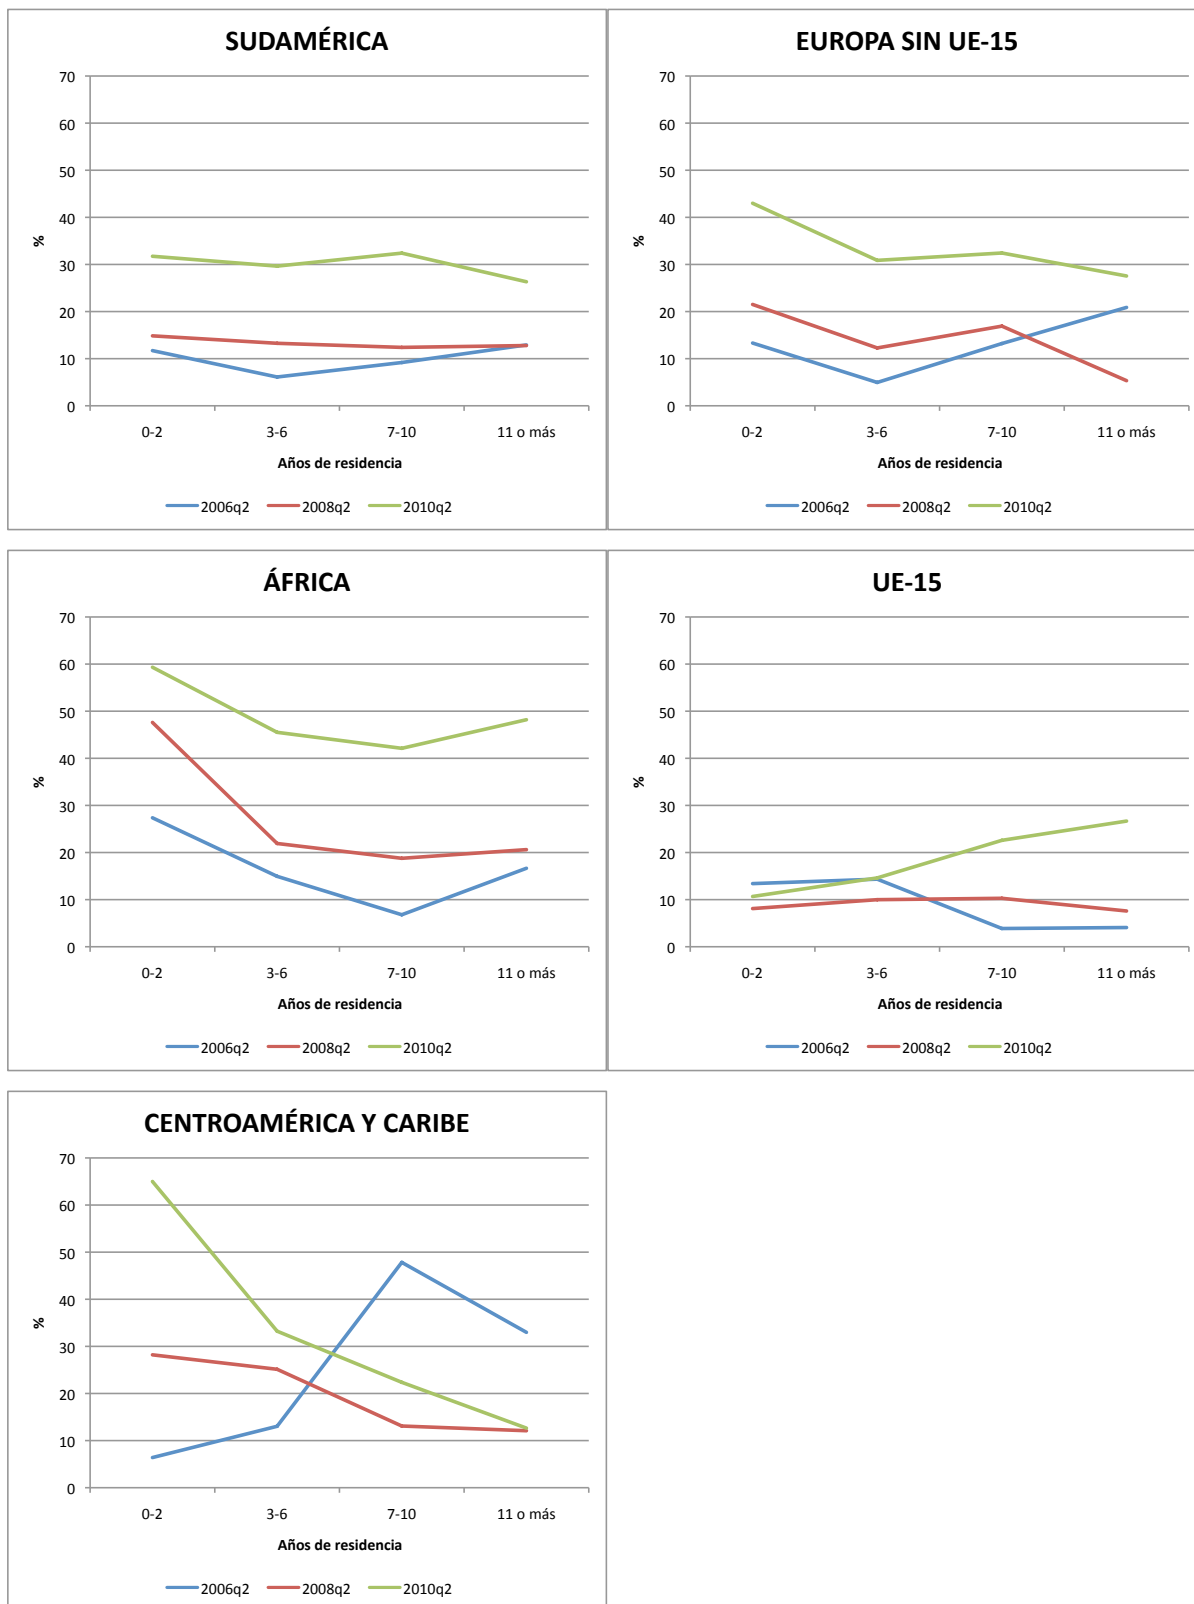 SUDAMÉRICA
70
60
50
40
30
20
10
0
%
0-2 3-6 7-10 11 o más
Años de residencia
2006q2 2008q2 2010q2
EUROPA SIN UE-15
70
60
50
40
30
20
10
0
%
0-2 3-6 7-10 11 o más
Años de residencia
2006q2 2008q2 2010q2
ÁFRICA
70
60
50
40
30
20
10
0
%
0-2 3-6 7-10 11 o más
Años de residencia
2006q2 2008q2 2010q2
UE-15
70
60
50
40
30
20
10
0
%
0-2 3-6 7-10 11 o más
Años de residencia
2006q2 2008q2 2010q2
CENTROAMÉRICA Y CARIBE
70
60
50
40
30
20
10
0
%
0-2 3-6 7-10 11 o más
Años de residencia
2006q2 2008q2 2010q2